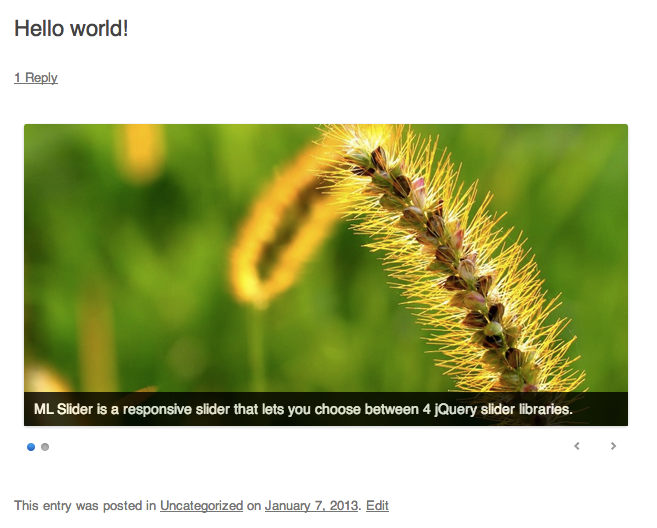 Hello world!
1 Reply
ML Slider is a responsive slider that lets you choose between 4 jQuery slider libraries.
This entry was posted in Uncategorized on January 7, 2013. Edit